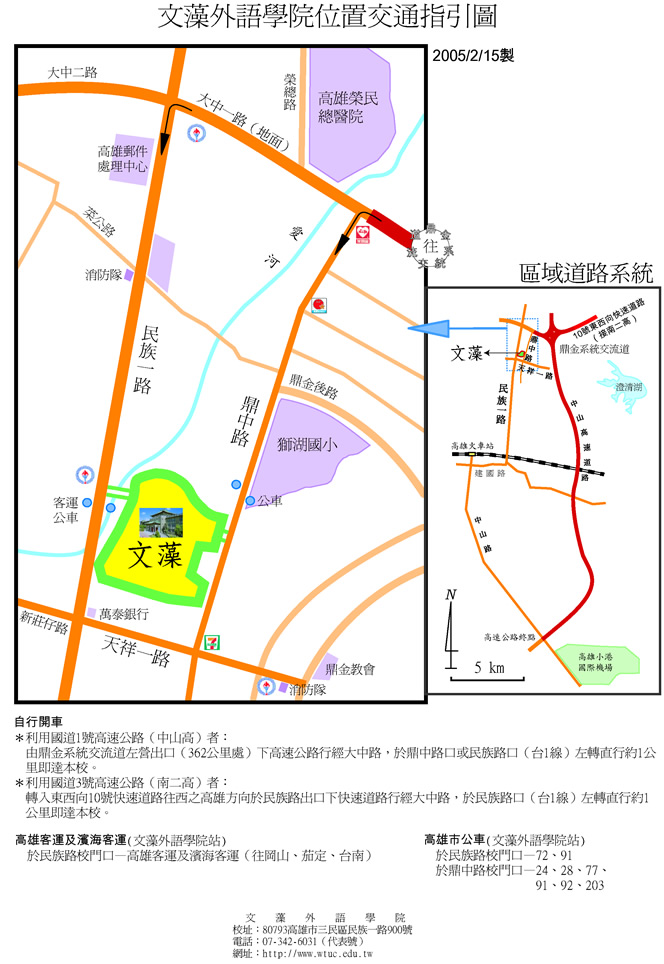 文藻外語學院位置交通指引圖
2005/2/15製
大中二路
榮總路
高雄榮民
總醫院
大中一路（地面）
高雄郵件
處理中心
菜公路
愛河
往
鼎金系統交流道
消防隊
民族一路
鼎中路
鼎金後路
獅湖國小
客運
公車
公車
文藻
萬泰銀行
新莊仔路
天祥一路
鼎金教會
消防隊
區域道路系統
10號東西向快速道路
（接南二高）
鼎中路
鼎金系統交流道
文藻
天祥一路
澄清湖
民族一路
中山高速道路
高雄火車站
建國路
中山路
N
高速公路終點
高雄小港
國際機場
5 km
自行開車
＊利用國道1號高速公路（中山高）者：
由鼎金系統交流道左營出口（362公里處）下高速公路行經大中路，於鼎中路口或民族路口（台1線）左轉直行約1公
里即達本校。
＊利用國道3號高速公路（南二高）者：
轉入東西向10號快速道路往西之高雄方向於民族路出口下快速道路行經大中路，於民族路口（台1線）左轉直行約1
公里即達本校。
高雄客運及濱海客運(文藻外語學院站)
於民族路校門口—高雄客運及濱海客運（往岡山、茄定、台南）
高雄市公車(文藻外語學院站)
於民族路校門口—72、91
於鼎中路校門口—24、28、77、
91、92、203
文藻外語學院
校址：80793高雄市三民區民族一路900號
電話：07-342-6031（代表號）
網址：http://www.wtuc.edu.tw